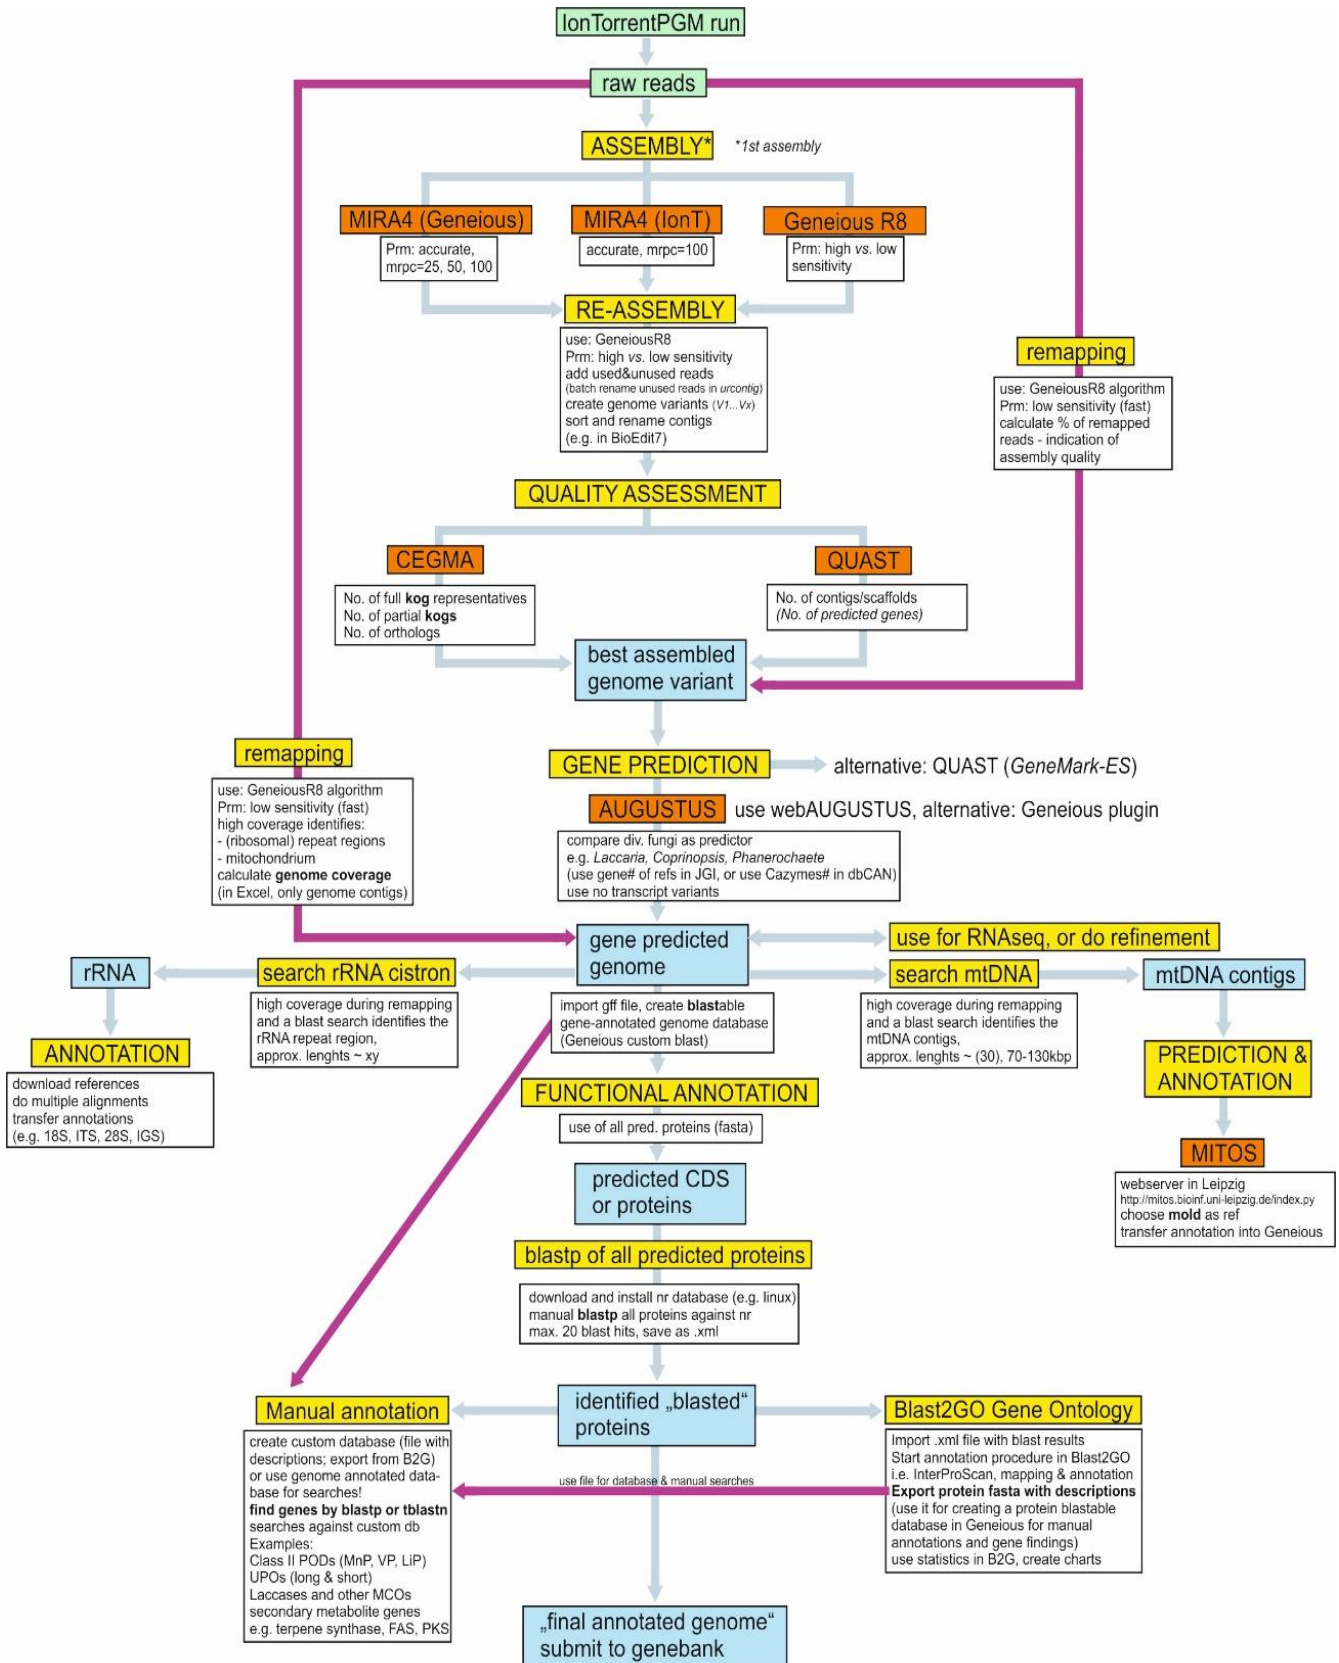 IonTorrentPGM run
raw reads
ASSEMBLY*
*1st assembly
MIRA4 (Geneious)
Prm: accurate,
mrpc=25, 50, 100
MIRA4 (IonT)
accurate, mrpc=100
Geneious R8
Prm: high vs. low
sensitivity
RE-ASSEMBLY
use: GeneiousR8
Prm: high vs. low sensitivity
add used&unused reads
(batch rename unused reads in urcontig)
create genome variants (V1...Vx)
sort and rename contigs
(e.g. in BioEdit7)
remapping
use: GeneiousR8 algorithm
Prm: low sensitivity (fast)
calculate % of remapped
reads - indication of
assembly quality
QUALITY ASSESSMENT
CEGMA
No. of full kog representatives
No. of partial kogs
No. of orthologs
QUAST
No. of contigs/scaffolds
(No. of predicted genes)
best assembled
genome variant
remapping
use: GeneiousR8 algorithm
Prm: low sensitivity (fast)
high coverage identifies:
- (ribosomal) repeat regions
- mitochondrium
calculate genome coverage
(in Excel, only genome contigs)
GENE PREDICTION
alternative: QUAST (GeneMark-ES)
AUGUSTUS
use webAUGUSTUS, alternative: Geneious plugin
compare div. fungi as predictor
e.g. Laccaria, Coprinopsis, Phanerochaete
(use gene# of refs in JGI, or use Cazymes# in dbCAN)
use no transcript variants
gene predicted
genome
use for RNAseq, or do refinement
rRNA
search rRNA cistron
high coverage during remapping
and a blast search identifies the
rRNA repeat region,
approx. lenghts ~ xy
ANNOTATION
download references
do multiple alignments
transfer annotations
(e.g. 18S, ITS, 28S, IGS)
import gff file, create blastable
gene-annotated genome database
(Geneious custom blast)
search mtDNA
high coverage during remapping
and a blast search identifies the
mtDNA contigs,
approx. lenghts ~ (30), 70-130kbp
mtDNA contigs
PREDICTION &
ANNOTATION
MITOS
webserver in Leipzig
http://mitos.bioinf.uni-leipzig.de/index.py
choose mold as ref
transfer annotation into Geneious
FUNCTIONAL ANNOTATION
use of all pred. proteins (fasta)
predicted CDS
or proteins
blastp of all predicted proteins
download and install nr database (e.g. linux)
manual blastp all proteins against nr
max. 20 blast hits, save as .xml
identified „blasted“
proteins
Manual annotation
create custom database (file with
descriptions; export from B2G)
or use genome annotated data-
base for searches!
find genes by blastp or tblastn
searches against custom db
Examples:
Class II PODs (MnP, VP, LiP)
UPOs (long & short)
Laccases and other MCOs
secondary metabolite genes
e.g. terpene synthase, FAS, PKS
use file for database & manual searches
Blast2GO Gene Ontology
Import .xml file with blast results
Start annotation procedure in Blast2GO
i.e. InterProScan, mapping & annotation
Export protein fasta with descriptions
(use it for creating a protein blastable
database in Geneious for manual
annotations and gene findings)
use statistics in B2G, create charts
„final annotated genome“
submit to genebank